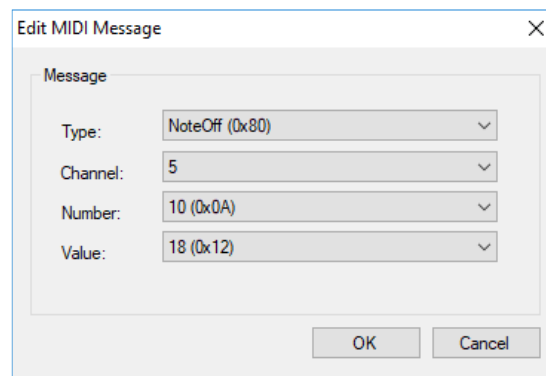 Edit MIDI Message
Message
Type: NoteOff (0x80)
Channel: 5
Number: 10 (0x0A)
Value: 18 (0x12)
OK Cancel